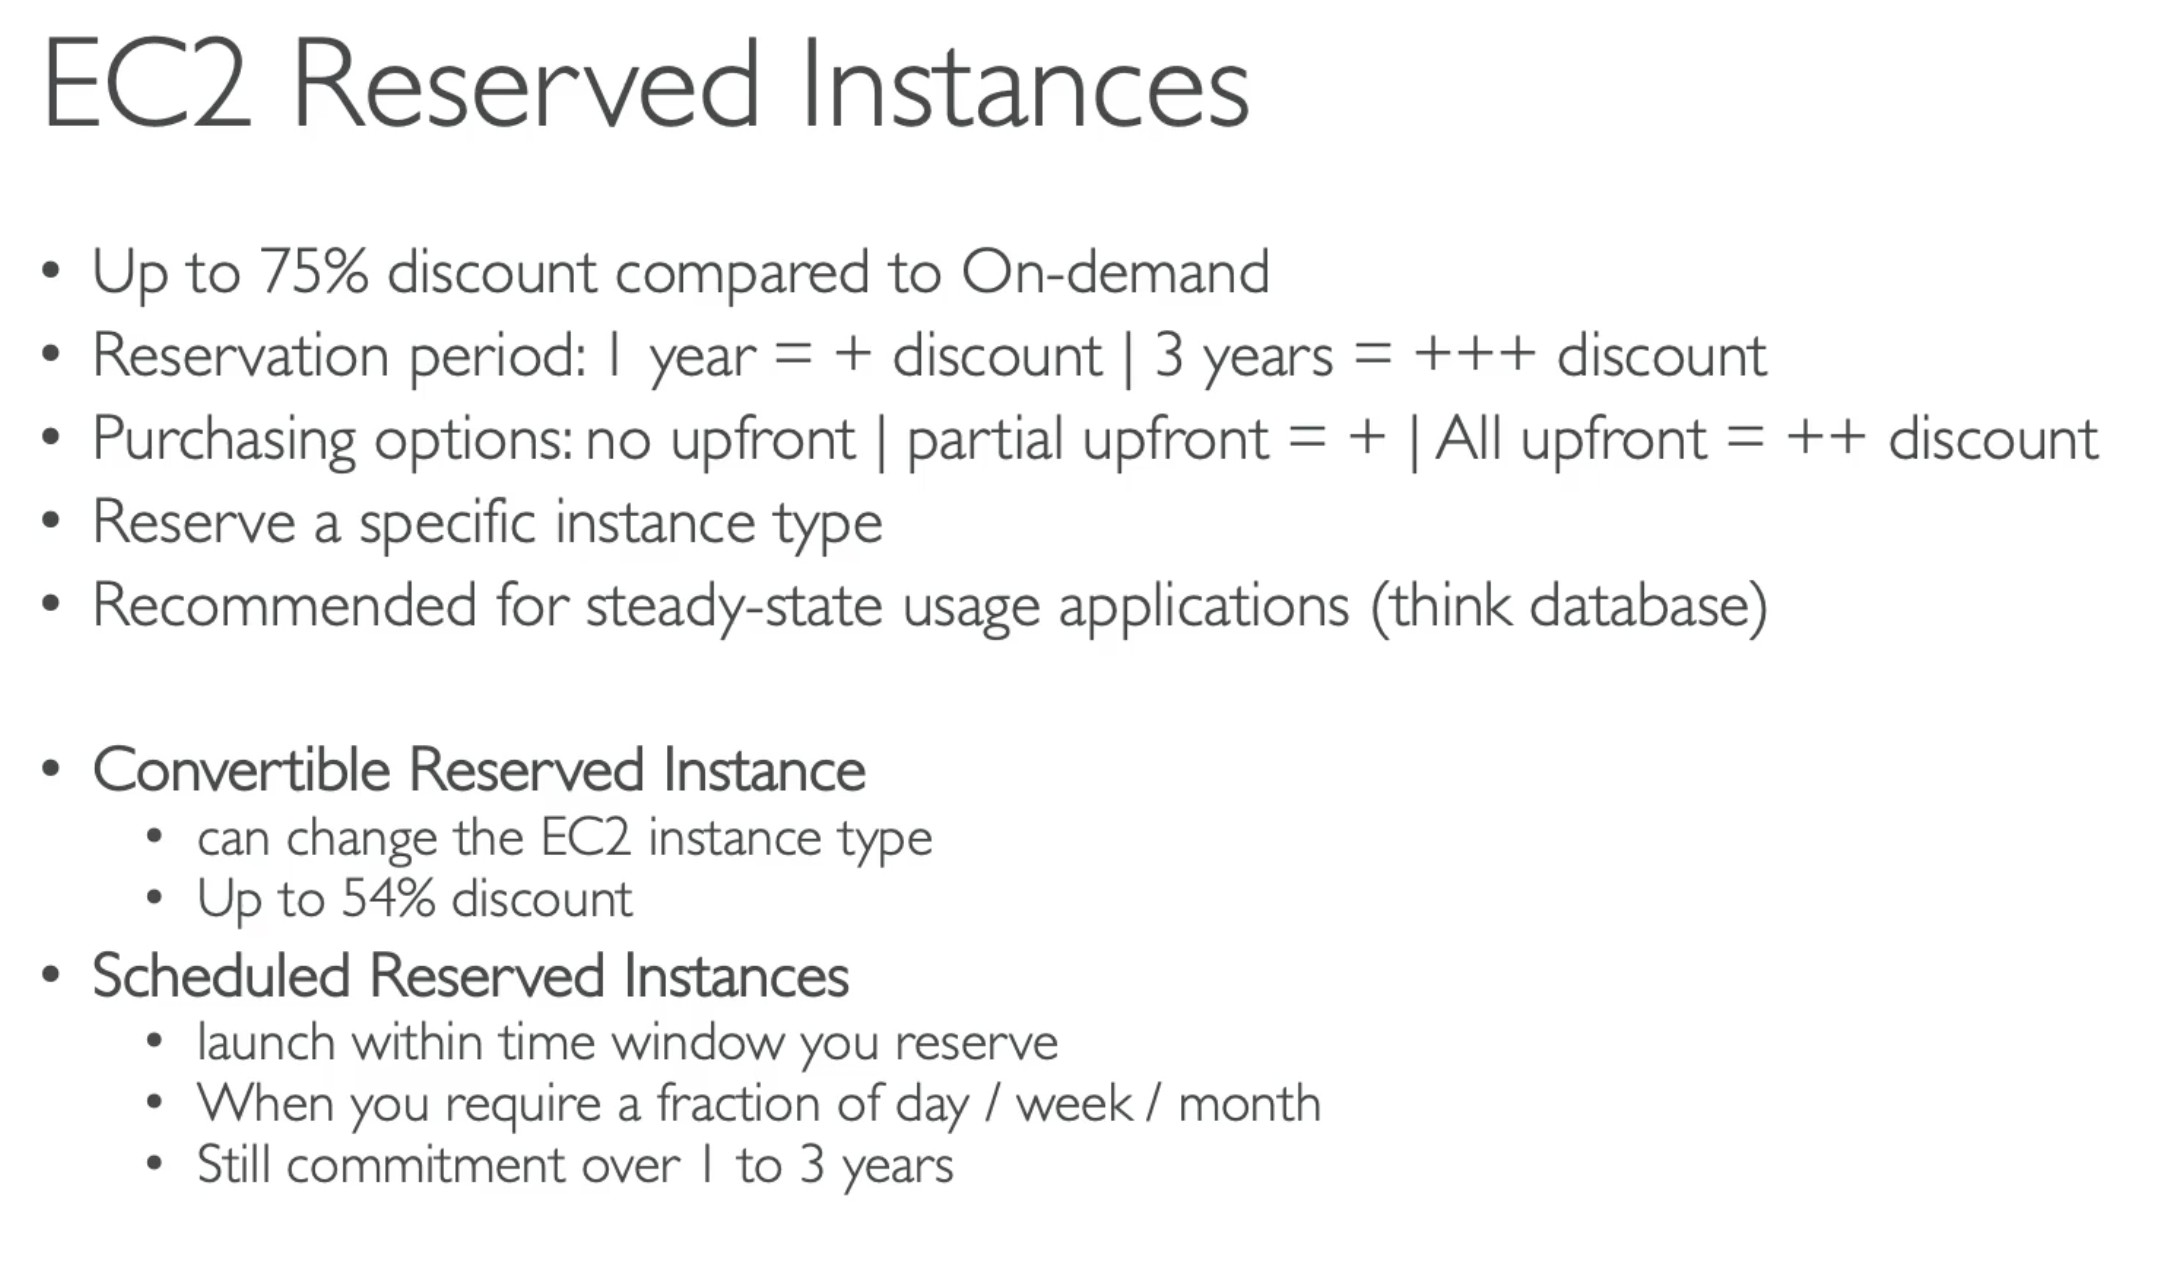 EC2 Reserved Instances
• Up to 75% discount compared to On-demand
• Reservation period: 1 year = + discount | 3 years = +++ discount
• Purchasing options: no upfront | partial upfront = + | All upfront = ++ discount
• Reserve a specific instance type
• Recommended for steady-state usage applications (think database)
• Convertible Reserved Instance
• can change the EC2 instance type
• Up to 54% discount
• Scheduled Reserved Instances
• launch within time window you reserve
• When you require a fraction of day / week / month
• Still commitment over 1 to 3 years